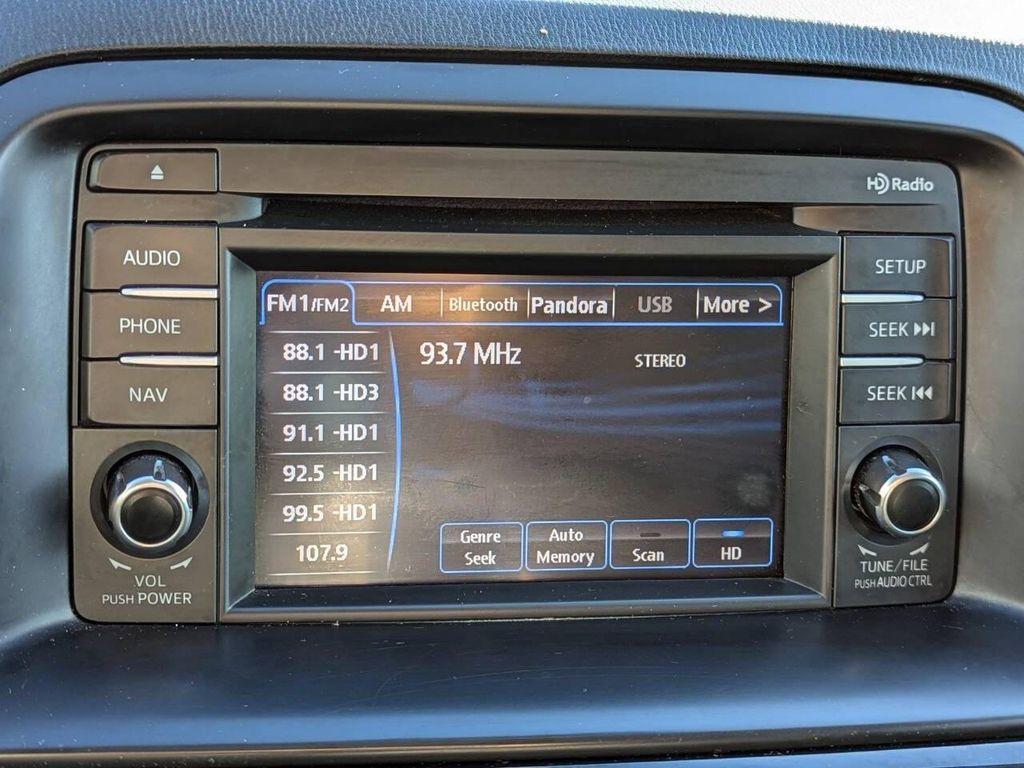 HD Radio
AUDIO
PHONE
NAV
VOL
PUSH POWER
FM1/FM2
AM
Bluetooth
Pandora
USB
More >
88.1 -HD1
88.1 -HD3
91.1 -HD1
92.5 -HD1
99.5 -HD1
107.9
93.7 MHz
STEREO
Genre
Seek
Auto
Memory
Scan
HD
SETUP
SEEK
SEEK
TUNE/FILE
PUSH AUDIO CTRL